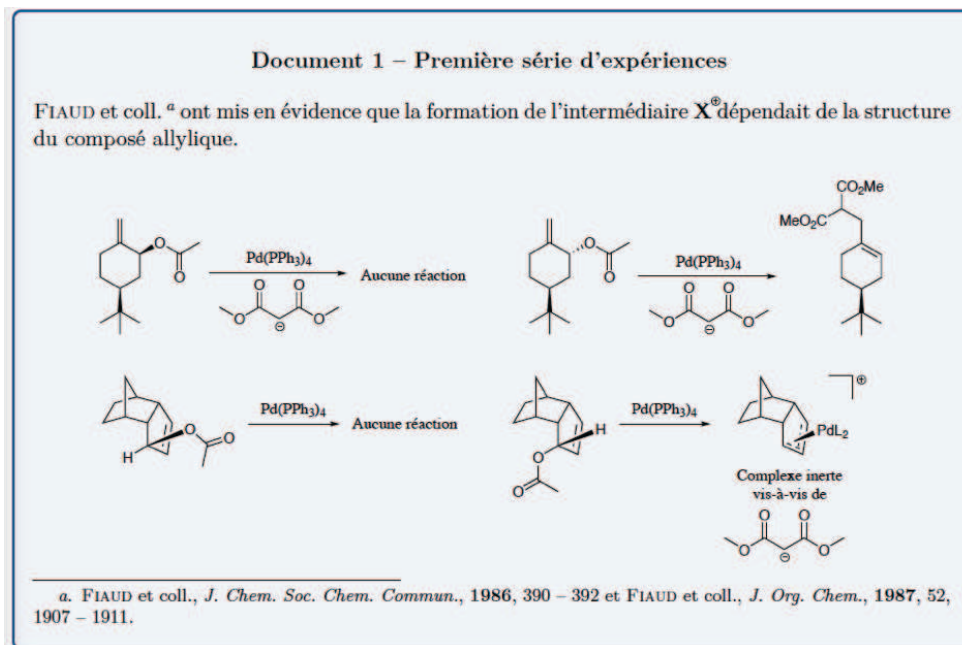 Document 1 – Première série d'expériences
FIAUD et coll. a ont mis en évidence que la formation de l'intermédiaire X⊕ dépendait de la structure
du composé allylique.
CO2Me
MeO2C
O
O
Pd(PPh3)4
Aucune réaction
O O
O O
⊖
O
O
Pd(PPh3)4
O O
O O
⊖
H
O
O
Pd(PPh3)4
Aucune réaction
H
O
O
Pd(PPh3)4
⊕
PdL2
Complexe inerte
vis-à-vis de
O O
O O
⊖
a. FIAUD et coll., J. Chem. Soc. Chem. Commun., 1986, 390 – 392 et FIAUD et coll., J. Org. Chem., 1987, 52,
1907 – 1911.